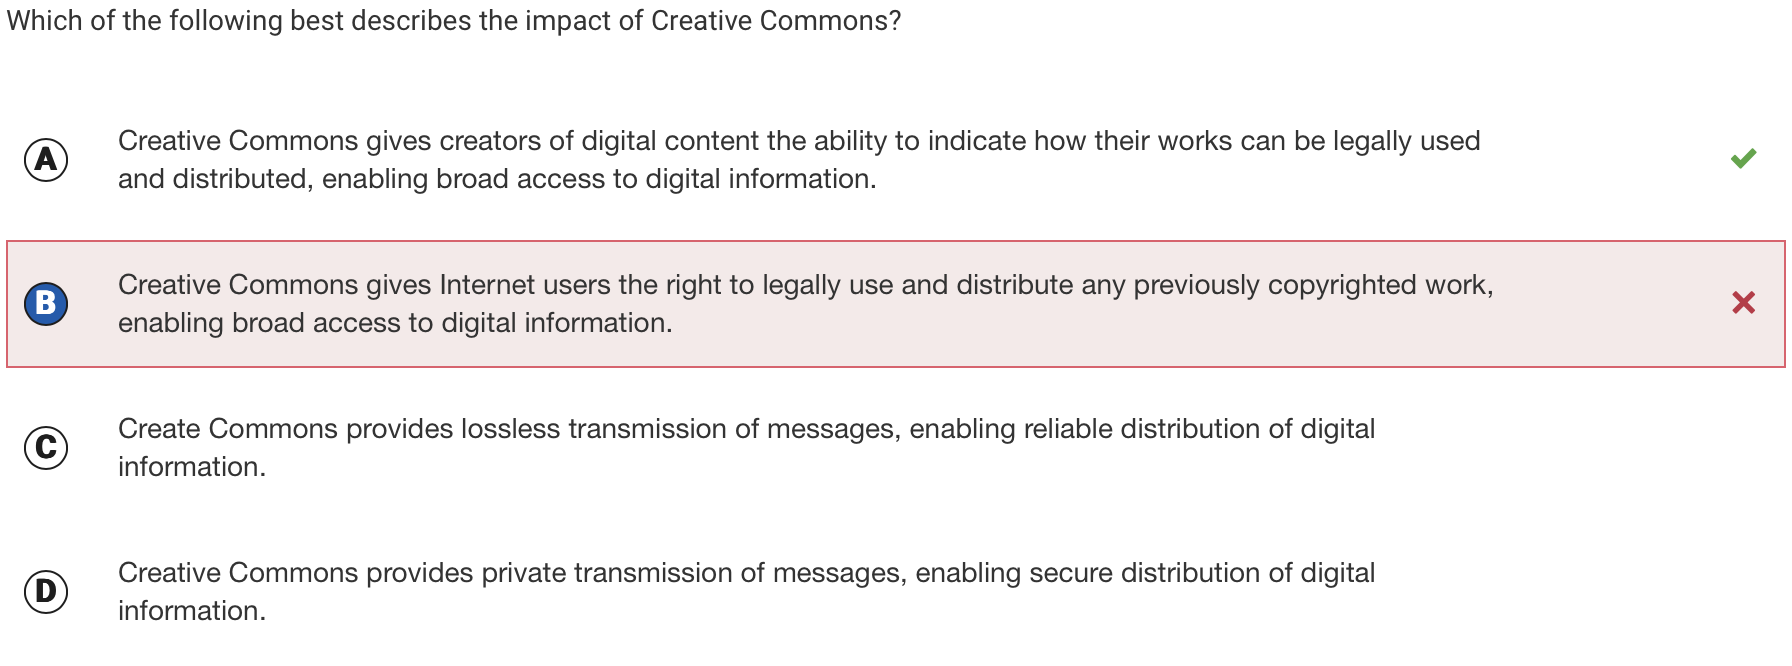 Which of the following best describes the impact of Creative Commons?
A
Creative Commons gives creators of digital content the ability to indicate how their works can be legally used
and distributed, enabling broad access to digital information.
B
Creative Commons gives Internet users the right to legally use and distribute any previously copyrighted work,
enabling broad access to digital information.
C
Create Commons provides lossless transmission of messages, enabling reliable distribution of digital
information.
D
Creative Commons provides private transmission of messages, enabling secure distribution of digital
information.